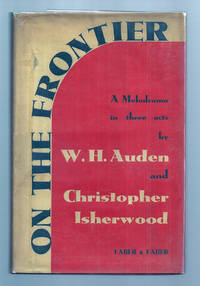 ON THE FRONTIER
A Melodrama
in three acts
by
W. H. Auden
and
Christopher
Isherwood
FABER & FABER